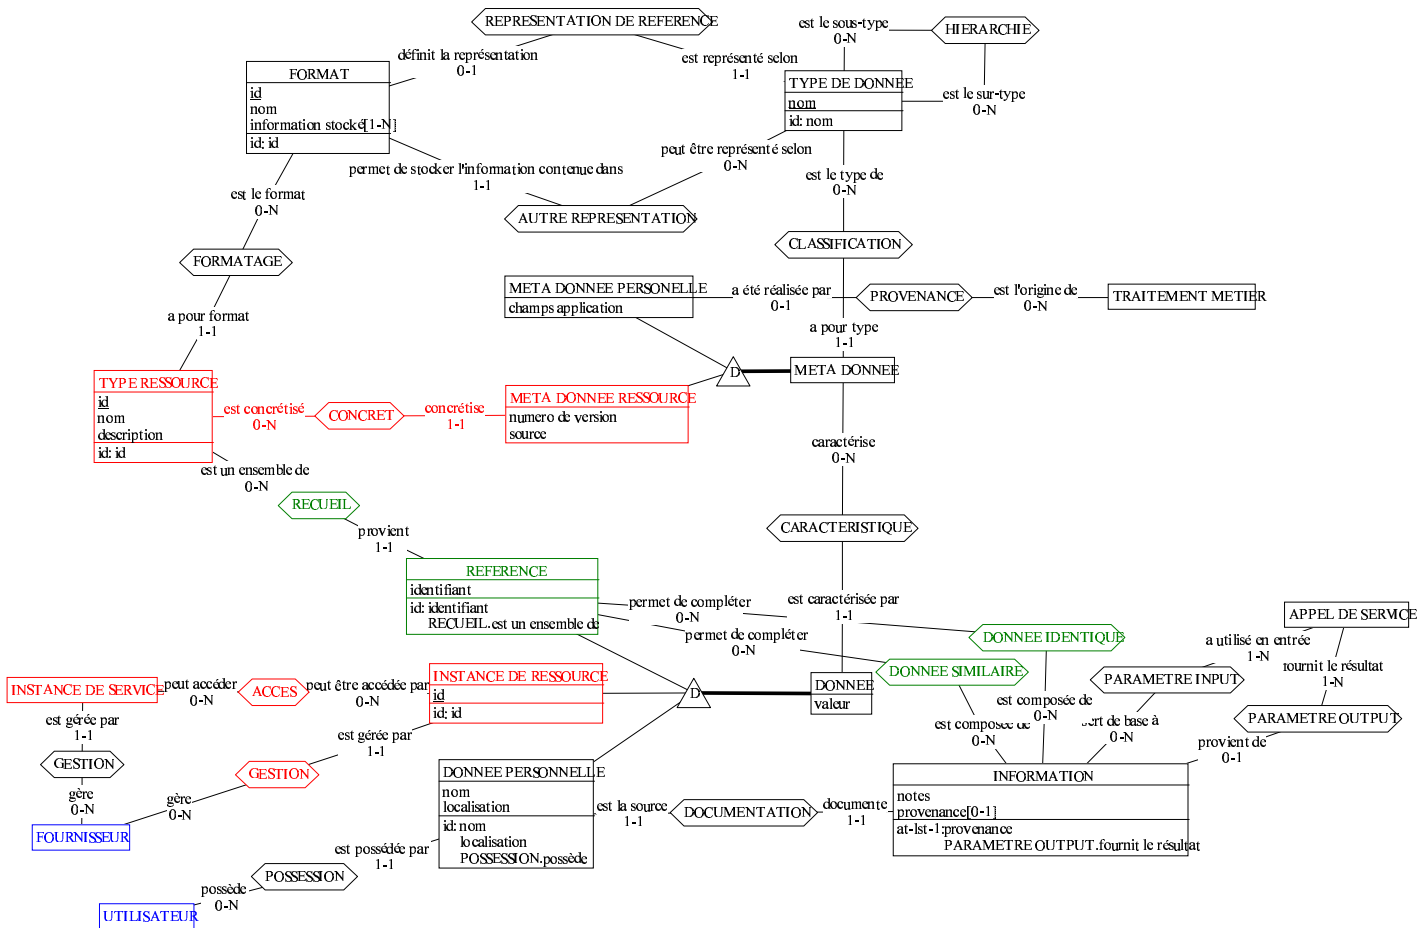 REPRESENTATION DE REFERENCE
définit la représentation
0-1
est représenté selon
1-1
est le sous-type
0-N
HIERARCHIE
est le sur-type
0-N
FORMAT
id
nom
information stocké[1-N]
id: id
TYPE DE DONNEE
nom
id: nom
permet de stocker l'information contenue dans
1-1
peut être représenté selon
0-N
AUTRE REPRESENTATION
est le format
0-N
est le type de
0-N
FORMATAGE
CLASSIFICATION
META DONNEE PERSONELLE
champs application
a été réalisée par
0-1
PROVENANCE
est l'origine de
0-N
TRAITEMENT METIER
a pour format
1-1
a pour type
1-1
D
META DONNEE
TYPE RESSOURCE
id
nom
description
id: id
est concrétisé
0-N
CONCRET
concrétise
1-1
META DONNEE RESSOURCE
numero de version
source
caractérise
0-N
est un ensemble de
0-N
RECUEIL
provient
1-1
CARACTERISTIQUE
REFERENCE
identifiant
id: identifiant
RECUEIL.est un ensemble de
permet de compléter
0-N
permet de compléter
0-N
est caractérisée par
1-1
DONNEE IDENTIQUE
DONNEE SIMILAIRE
APPEL DE SERVICE
a utilisé en entrée
1-N
fournit le résultat
1-N
INSTANCE DE SERVICE
peut accéder
0-N
ACCES
peut être accédée par
0-N
INSTANCE DE RESSOURCE
id
id: id
D
DONNEE
valeur
PARAMETRE INPUT
PARAMETRE OUTPUT
est composée de
0-N
est composée de
0-N
sert de base à
0-N
provient de
0-1
est gérée par
1-1
GESTION
gère
0-N
FOURNISSEUR
est gérée par
1-1
GESTION
gère
0-N
DONNEE PERSONNELLE
nom
localisation
id: nom
localisation
POSSESSION.possède
est la source
1-1
DOCUMENTATION
documente
1-1
INFORMATION
notes
provenance[0-1]
at-lst-1:provenance
PARAMETRE OUTPUT.fournit le résultat
est possédée par
1-1
POSSESSION
possède
0-N
UTILISATEUR